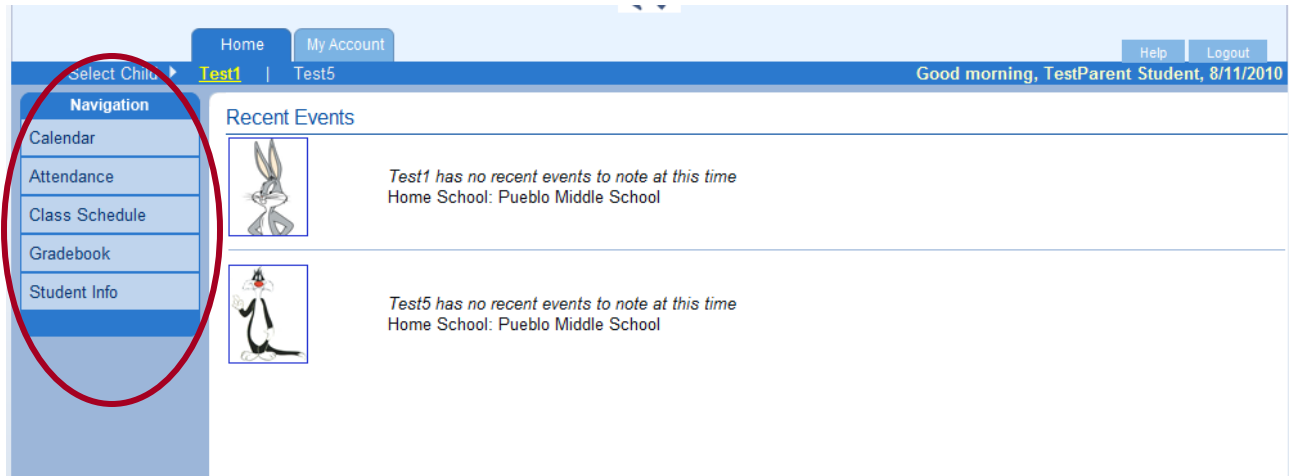 Home My Account
Help Logout
Select Child Test1 | Test5 Good morning, TestParent Student, 8/11/2010
Navigation
Calendar
Attendance
Class Schedule
Gradebook
Student Info
Recent Events
Test1 has no recent events to note at this time
Home School: Pueblo Middle School
Test5 has no recent events to note at this time
Home School: Pueblo Middle School